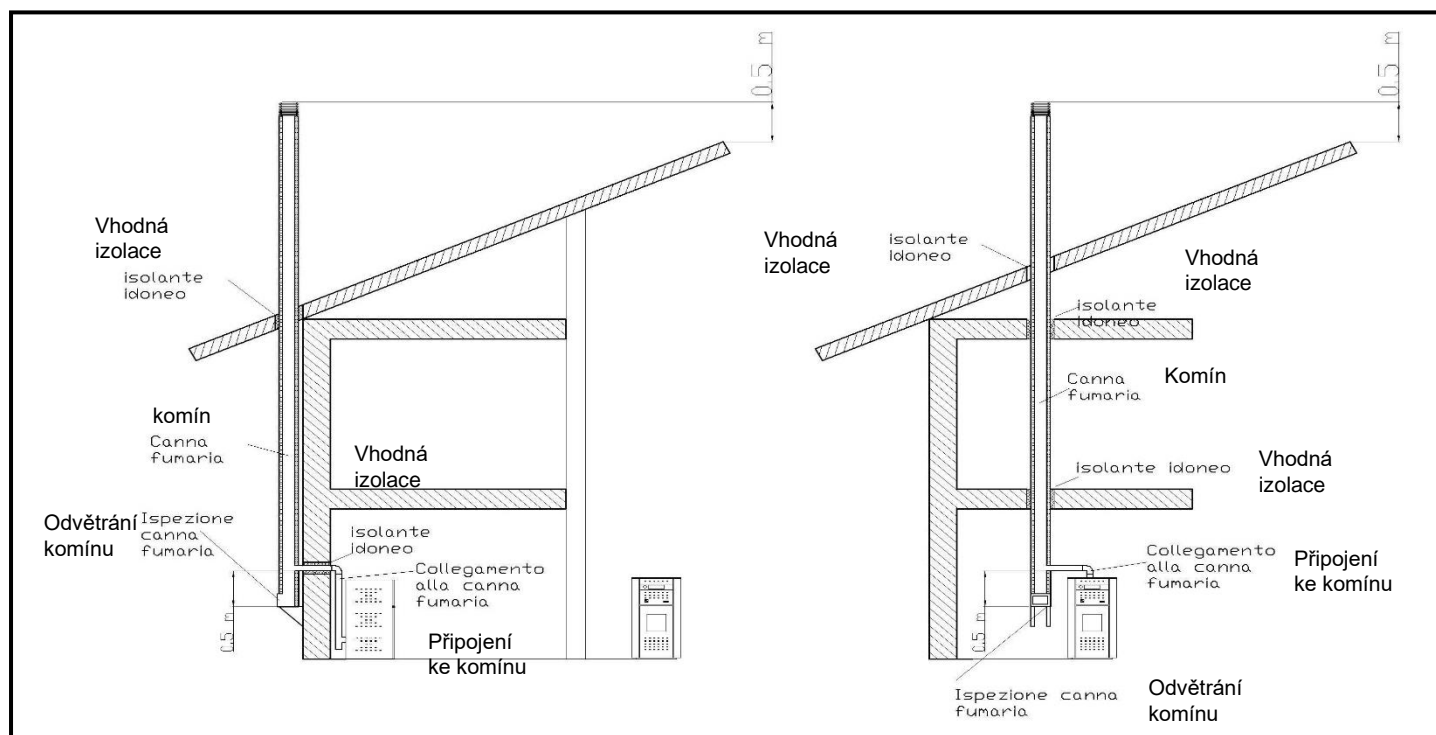 0.5 m
Vhodná
izolace
isolante
idoneo
komín
Canna
fumaria
Vhodná
izolace
Odvětrán
komínu
Ispezione
canna
fumaria
isolante
idoneo
Collegamento
alla canna
fumaria
0.5 m
Připojení
ke komínu
0.5 m
Vhodná
izolace
isolante
idoneo
Vhodná
izolace
isolante
idoneo
Canna
fumaria
Komín
isolante idoneo
Vhodná
izolace
Collegamento
alla canna
fumaria
Připojení
ke komínu
0.5 m
Ispezione canna
fumaria
Odvětrán
komínu